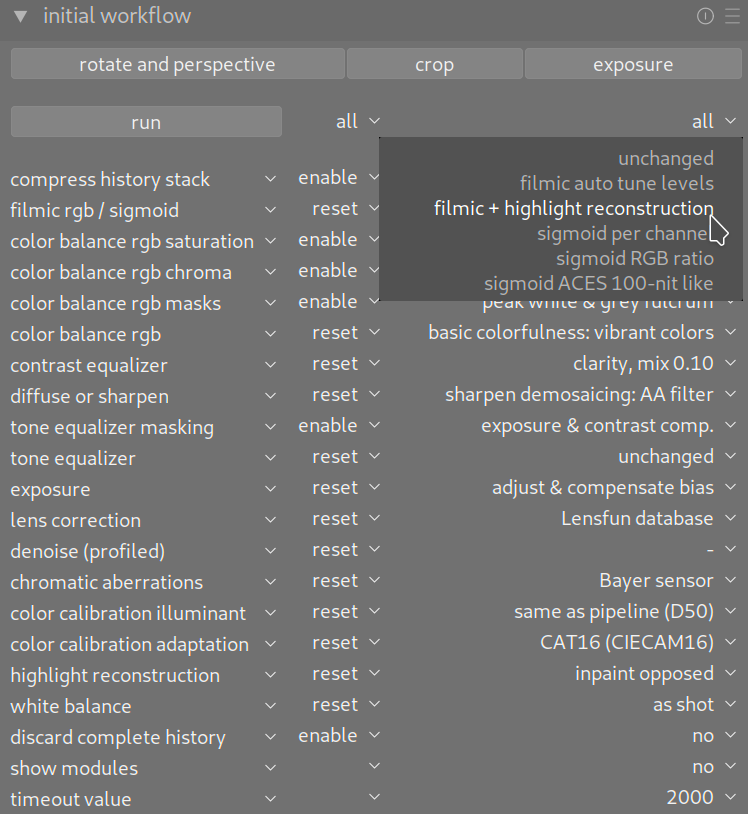 initial workflow
rotate and perspective crop exposure
run all all
unchanged
compress history stack enable
filmic auto tune levels
filmic rgb / sigmoid reset filmic + highlight reconstruction
color balance rgb saturation enable sigmoid per channel
sigmoid RGB ratio
color balance rgb chroma enable
sigmoid ACES 100-nit like
color balance rgb masks enable peak white & grey fulcrum
color balance rgb reset basic colorfulness: vibrant colors
contrast equalizer reset clarity, mix 0.10
diffuse or sharpen reset sharpen demosaicing: AA filter
tone equalizer masking enable exposure & contrast comp.
tone equalizer reset unchanged
exposure reset adjust & compensate bias
lens correction reset Lensfun database
denoise (profiled) reset -
chromatic aberrations reset Bayer sensor
color calibration illuminant reset same as pipeline (D50)
color calibration adaptation reset CAT16 (CIECAM16)
highlight reconstruction reset inpaint opposed
white balance reset as shot
discard complete history enable no
show modules no
timeout value 2000